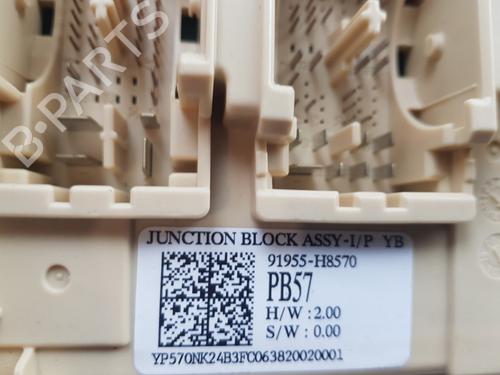 B-PARTS
JUNCTION BLOCK ASSY-I/P YB
91955-H8570
PB57
H/W : 2.00
S/W : 0.00
YP570NK24B3FC063820020001